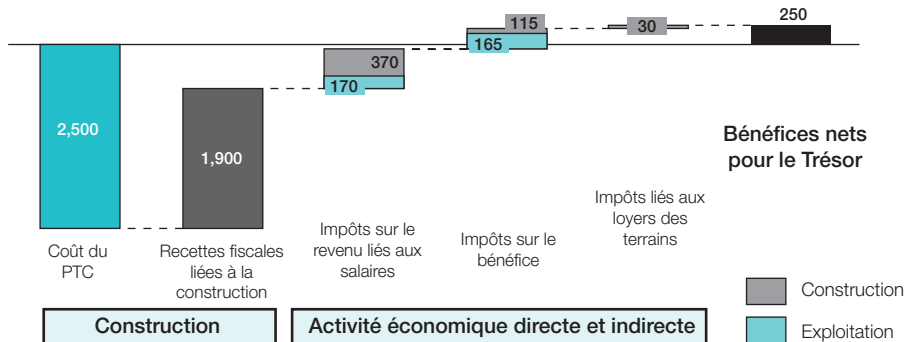 115
250
30
165
370
170
2,500
1,900
Bénéfices nets
pour le Trésor
Coût du
PTC
Recettes fiscales
liées à la
construction
Impôts sur le
revenu liés aux
salaires
Impôts sur le
bénéfice
Impôts liés aux
loyers des
terrains
Construction
Exploitation
Construction
Activité économique directe et indirecte